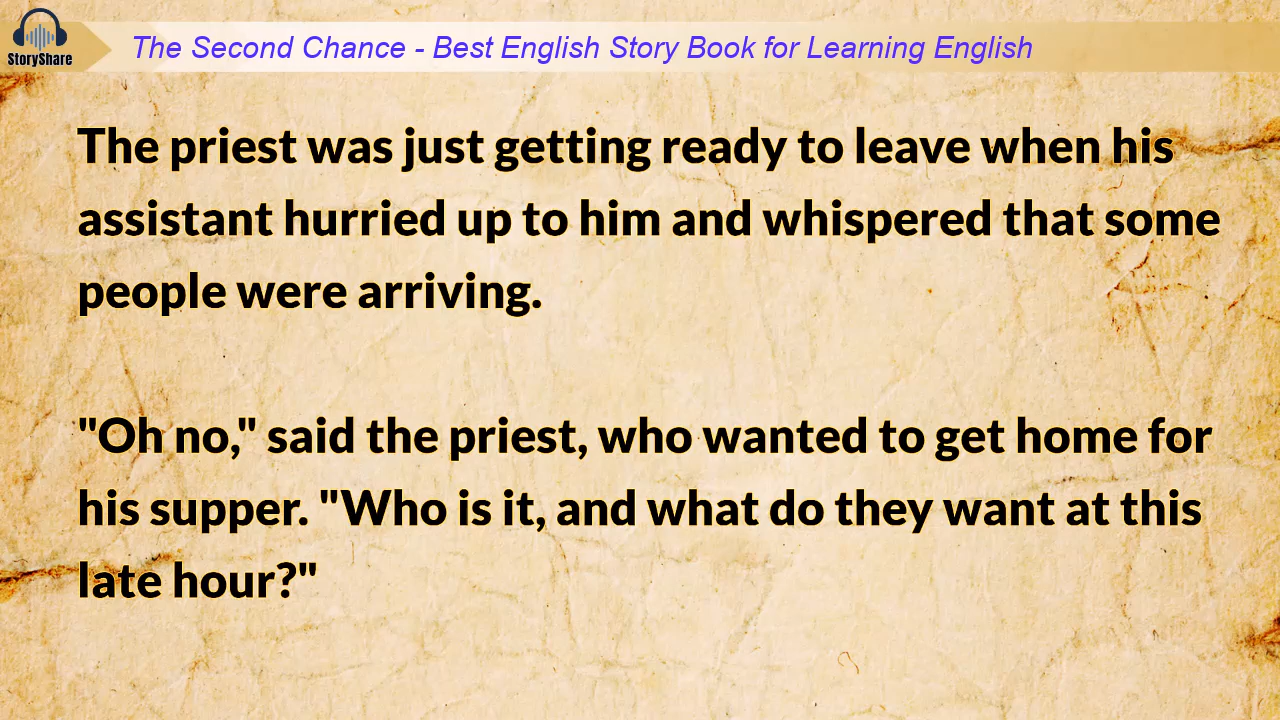 StoryShare
The Second Chance - Best English Story Book for Learning English
The priest was just getting ready to leave when his
assistant hurried up to him and whispered that some
people were arriving.
"Oh no," said the priest, who wanted to get home for
his supper. "Who is it, and what do they want at this
late hour?"